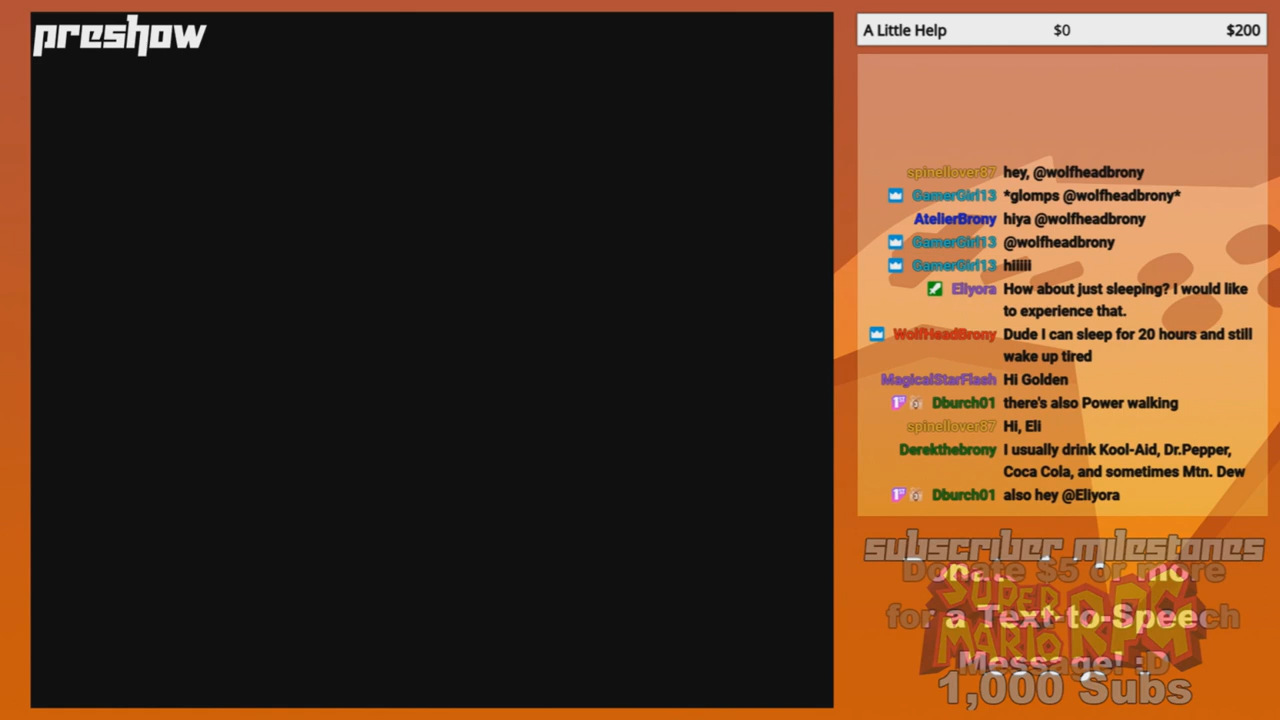 preshow
A Little Help $0 $200
spinellover87 hey, @wolfheadbrony
GamerGirl13 *glomps @wolfheadbrony*
AtelierBrony hiya @wolfheadbrony
GamerGirl13 @wolfheadbrony
GamerGirl13 hiiiii
Eliyora How about just sleeping? I would like
to experience that.
WolfHeadBrony Dude I can sleep for 20 hours and still
wake up tired
MagicalStarFlash Hi Golden
Dburch01 there's also Power walking
spinellover87 Hi, Eli
Derekthebrony I usually drink Kool-Aid, Dr.Pepper,
Coca Cola, and sometimes Mtn. Dew
Dburch01 also hey @Eliyora
subscriber milestones
Donate $5 or more
for a Text-to-Speech
Message! :D
SUPER
MARIO RPG
1,000 Subs